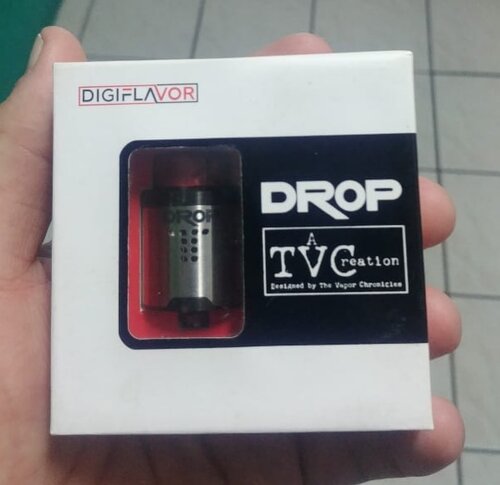 DIGIFLAVOR
DROP
DROP
A
TVCreation
Designed by The Vapor Chronicles